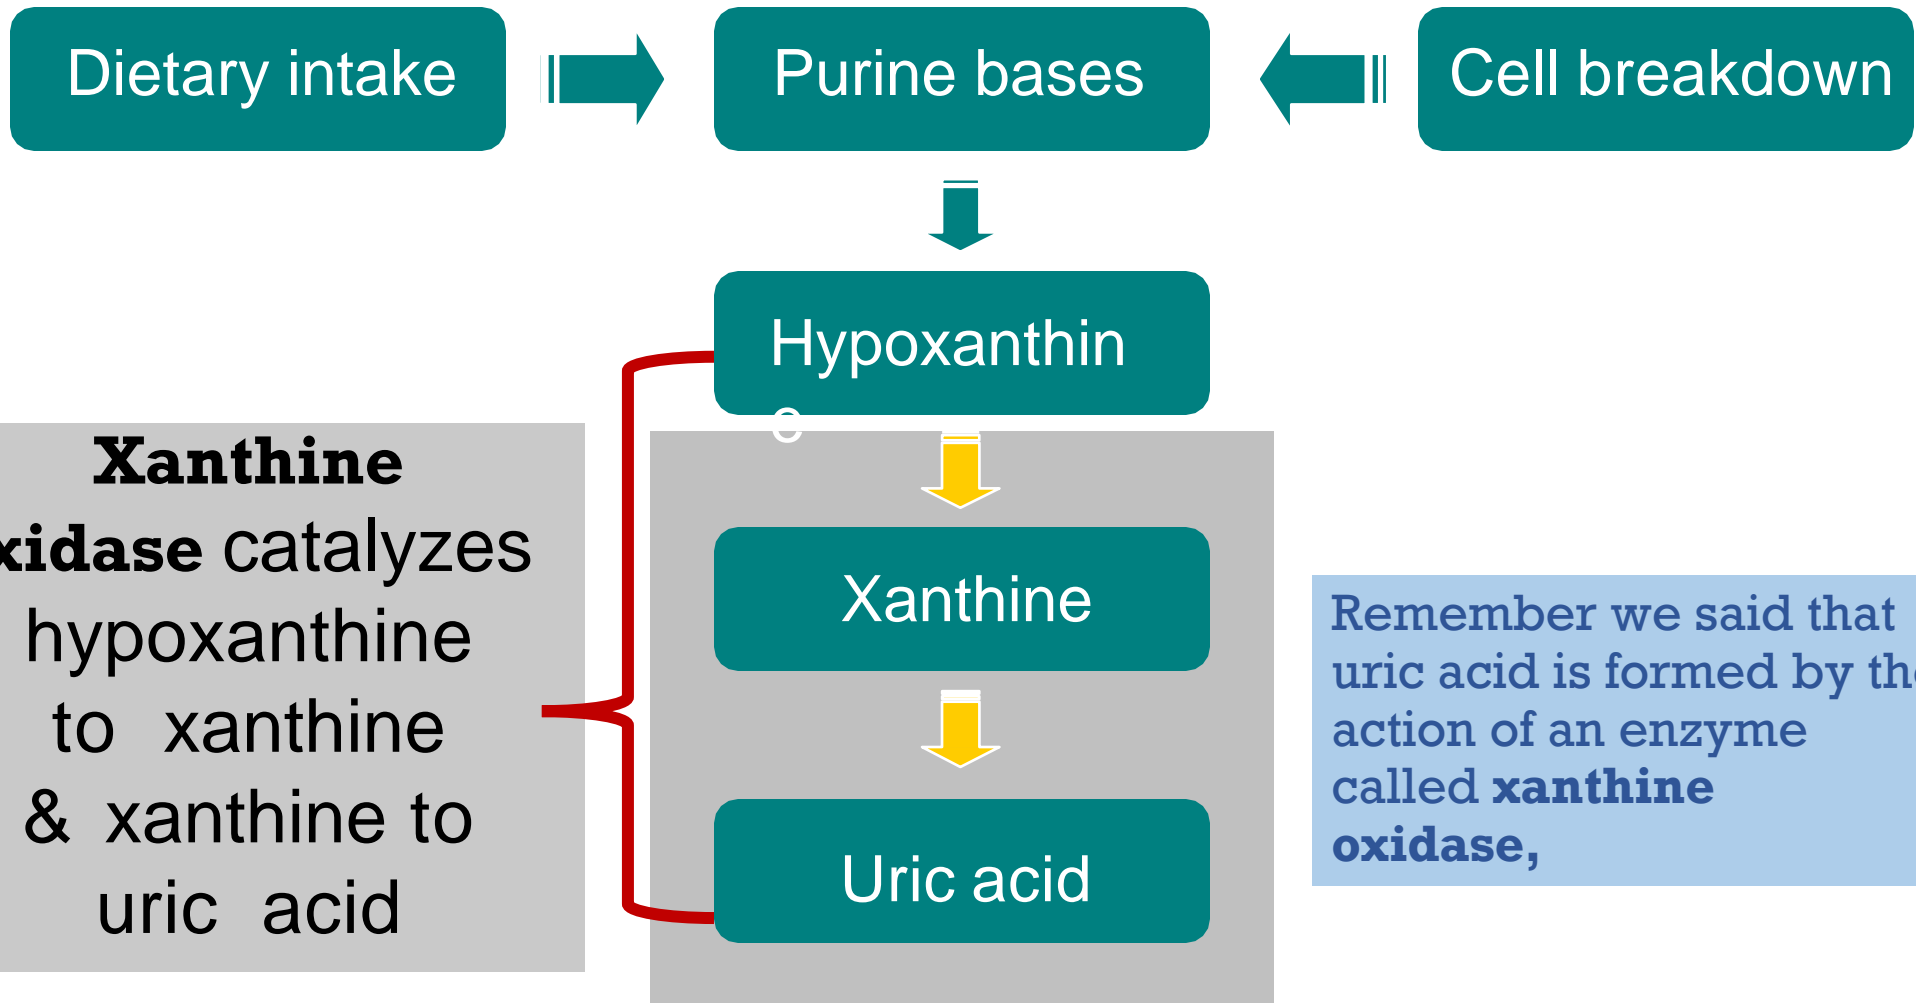 Dietary intake
Purine bases
Cell breakdown
Hypoxanthin
e
Xanthine
xidase catalyzes
hypoxanthine
to xanthine
& xanthine to
uric acid
Xanthine
Uric acid
Remember we said that
uric acid is formed by the
action of an enzyme
called xanthine
oxidase,